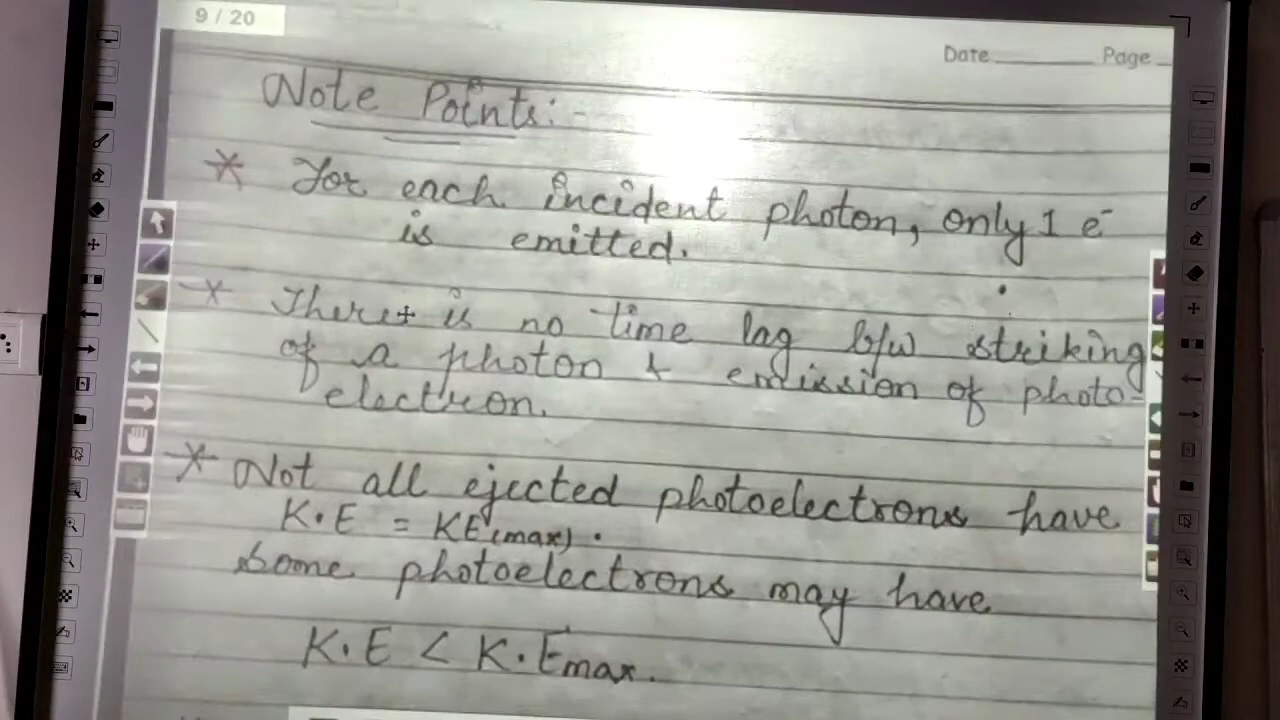 9 / 20
Date Page
Note Points:-
* For each incident photon, only 1 e⁻
is emitted.
* There is no time lag b/w striking
of a photon & emission of photo-
electron.
* Not all ejected photoelectrons have
K.E = KE(max).
Some photoelectrons may have
K.E < K.Emax.